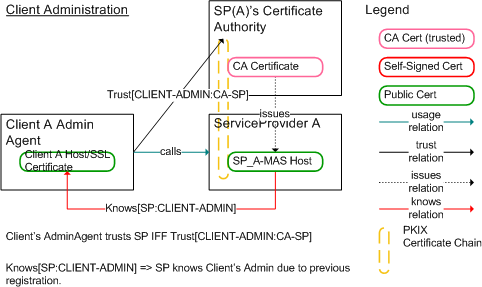 Client Administration
SP(A)'s Certificate
Authority
CA Certificate
Trust[CLIENT-ADMIN:CA-SP]
issues
Client A Admin
Agent
Client A Host/SSL
Certificate
calls
ServiceProvider A
SP_A-MAS Host
Knows[SP:CLIENT-ADMIN]
Client's AdminAgent trusts SP IFF Trust[CLIENT-ADMIN:CA-SP]
Knows[SP:CLIENT-ADMIN] => SP knows Client's Admin due to previous
registration.
Legend
CA Cert (trusted)
Self-Signed Cert
Public Cert
usage
relation
trust
relation
issues
relation
knows
relation
PKIX
Certificate Chain